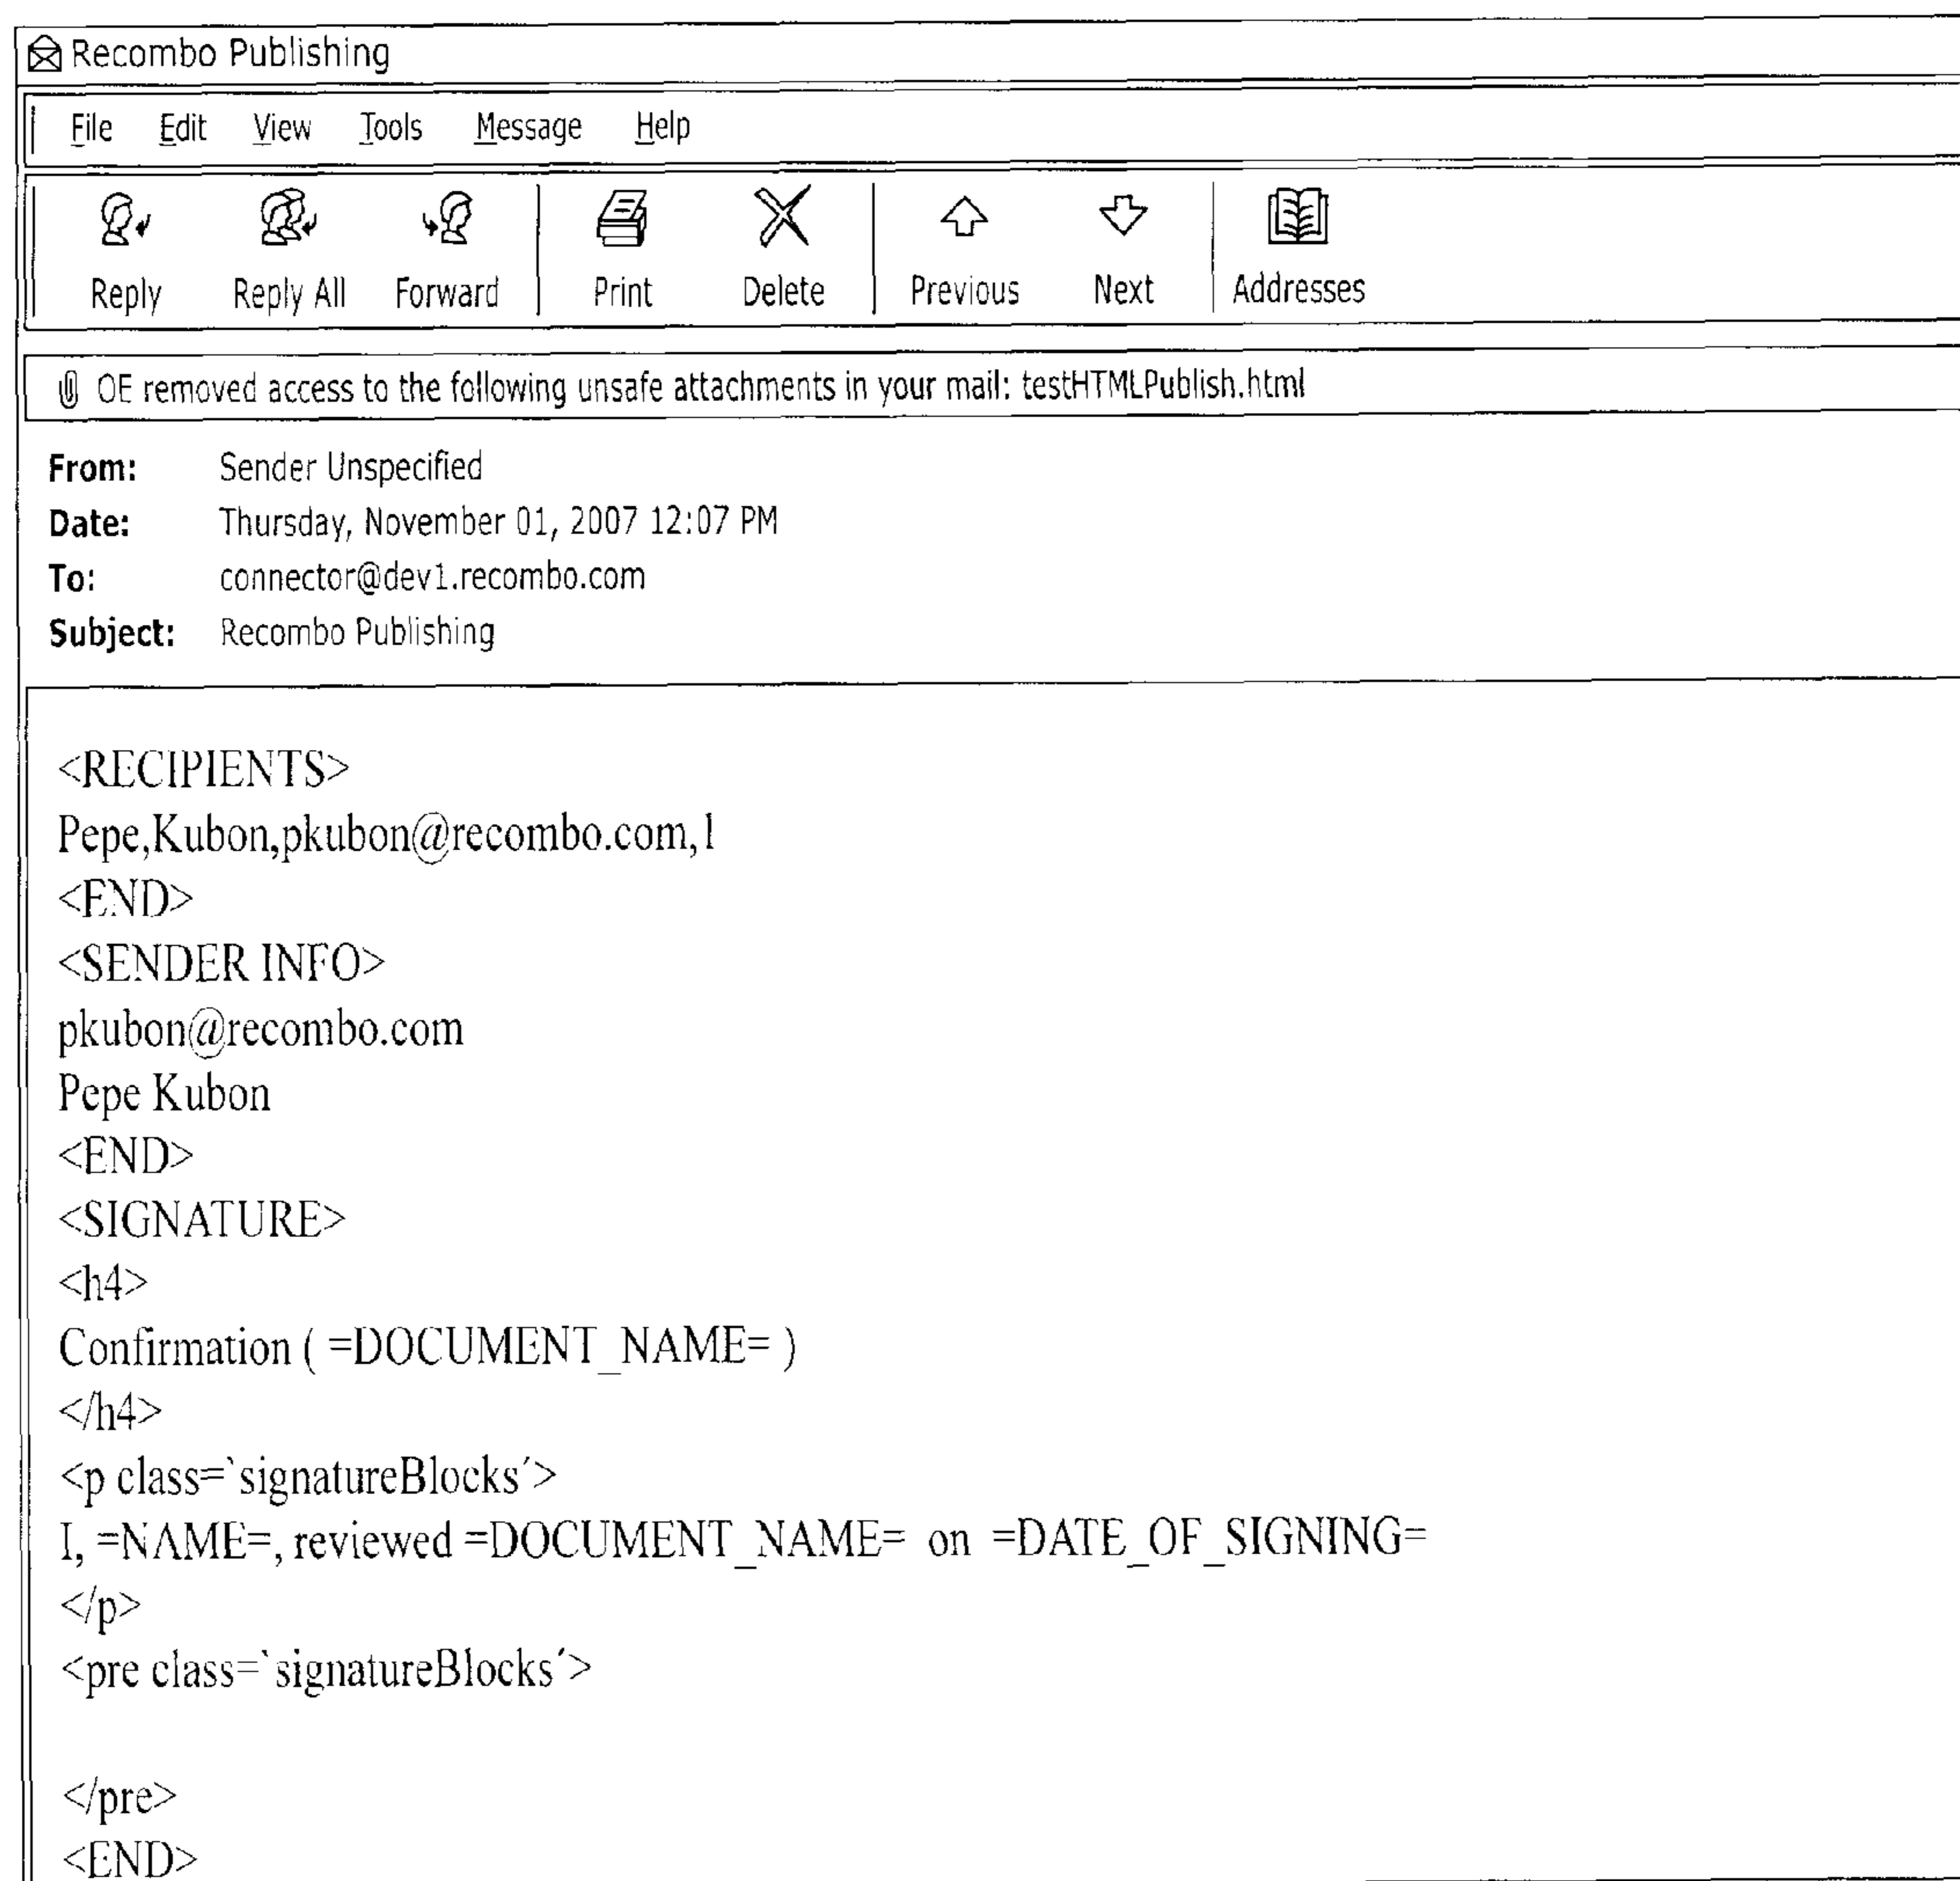 Recombo Publishing
File Edit View Tools Message Help
Reply Reply All Forward Print Delete Previous Next Addresses
OE removed access to the following unsafe attachments in your mail: testHTMLPublish.html
From: Sender Unspecified
Date: Thursday, November 01, 2007 12:07 PM
To: connector@dev1.recombo.com
Subject: Recombo Publishing
<RECIPIENTS>
Pepe,Kubon,pkubon@recombo.com,1
<END>
<SENDER INFO>
pkubon@recombo.com
Pepe Kubon
<END>
<SIGNATURE>
<h4>
Confirmation ( =DOCUMENT_NAME= )
</h4>
<p class=`signatureBlocks´>
I, =NAME=, reviewed =DOCUMENT_NAME= on =DATE_OF_SIGNING=
</p>
<pre class=`signatureBlocks´>
</pre>
<END>